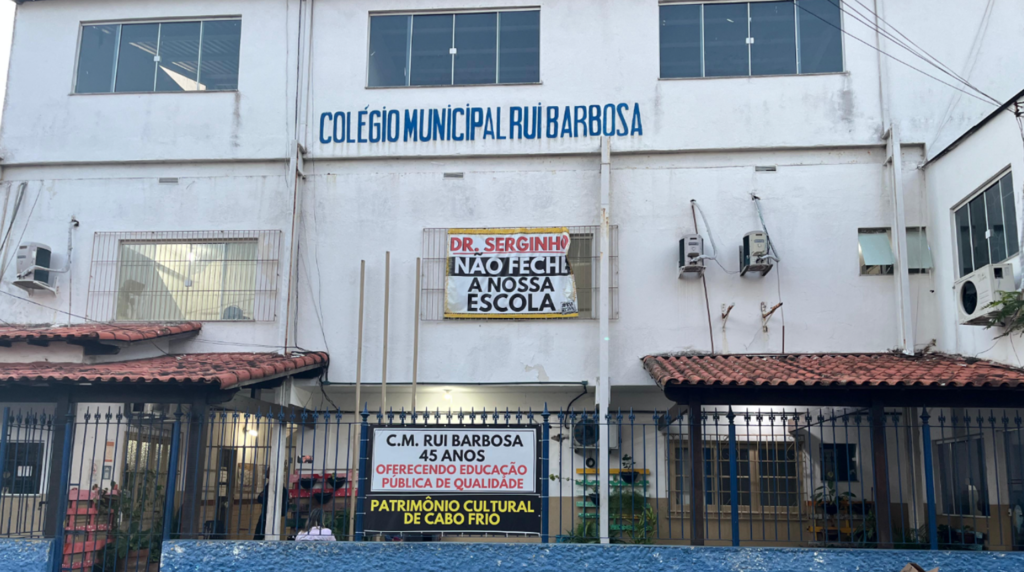 COLÉGIO MUNICIPAL RUI BARBOSA
DR. SERGINHO
NÃO FECHE
A NOSSA
ESCOLA
C.M. RUI BARBOSA
45 ANOS
OFERECENDO EDUCAÇÃO
PÚBLICA DE QUALIDADE
PATRIMÔNIO CULTURAL
DE CABO FRIO